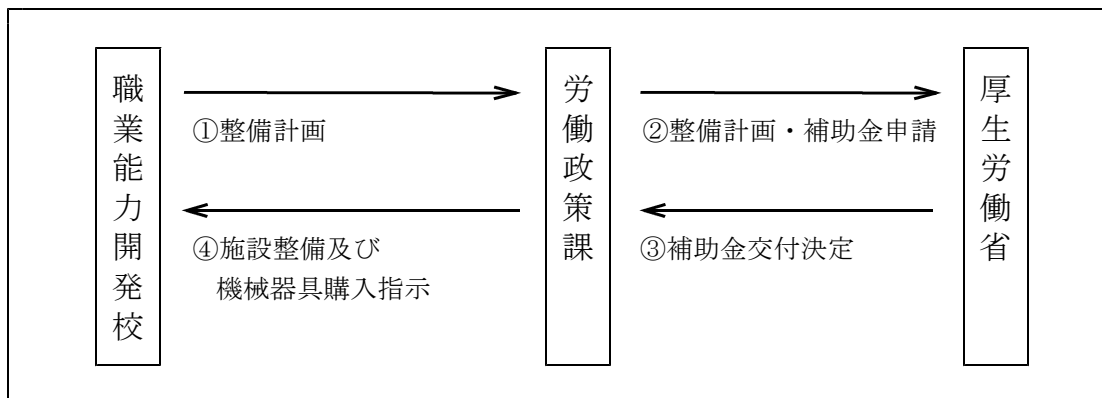 職業能力開発校
①整備計画
④施設整備及び
機械器具購入指示
労働政策課
②整備計画・補助金申請
③補助金交付決定
厚生労働省